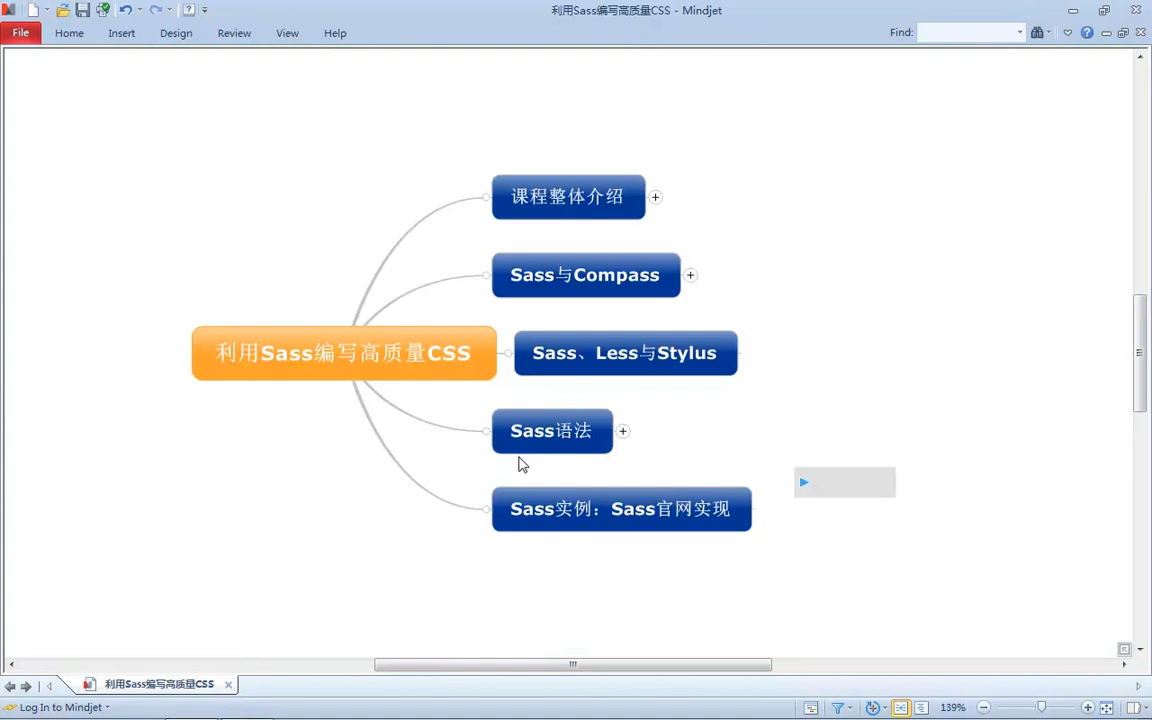 利用Sass编写高质量CSS - Mindjet
File Home Insert Design Review View Help Find:
课程整体介绍
Sass与Compass
利用Sass编写高质量CSS
Sass、Less与Stylus
Sass语法
Sass实例：Sass官网实现
利用Sass编写高质量CSS
Log In to Mindjet 139%